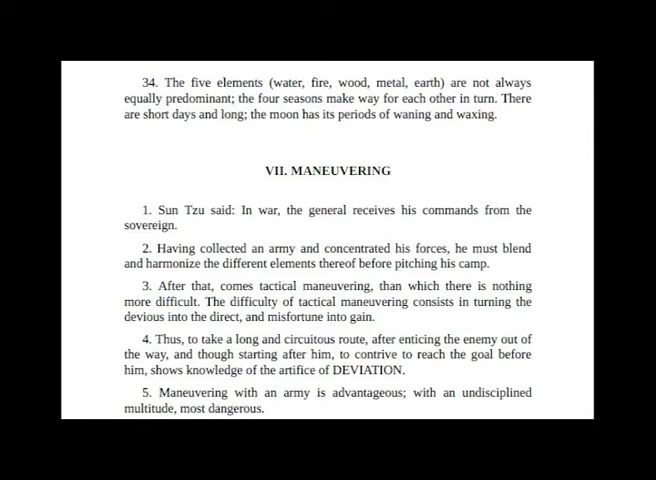 34. The five elements (water, fire, wood, metal, earth) are not always
equally predominant; the four seasons make way for each other in turn. There
are short days and long; the moon has its periods of waning and waxing.
VII. MANEUVERING
1. Sun Tzu said: In war, the general receives his commands from the
sovereign.
2. Having collected an army and concentrated his forces, he must blend
and harmonize the different elements thereof before pitching his camp.
3. After that, comes tactical maneuvering, than which there is nothing
more difficult. The difficulty of tactical maneuvering consists in turning the
devious into the direct, and misfortune into gain.
4. Thus, to take a long and circuitous route, after enticing the enemy out of
the way, and though starting after him, to contrive to reach the goal before
him, shows knowledge of the artifice of DEVIATION.
5. Maneuvering with an army is advantageous; with an undisciplined
multitude, most dangerous.